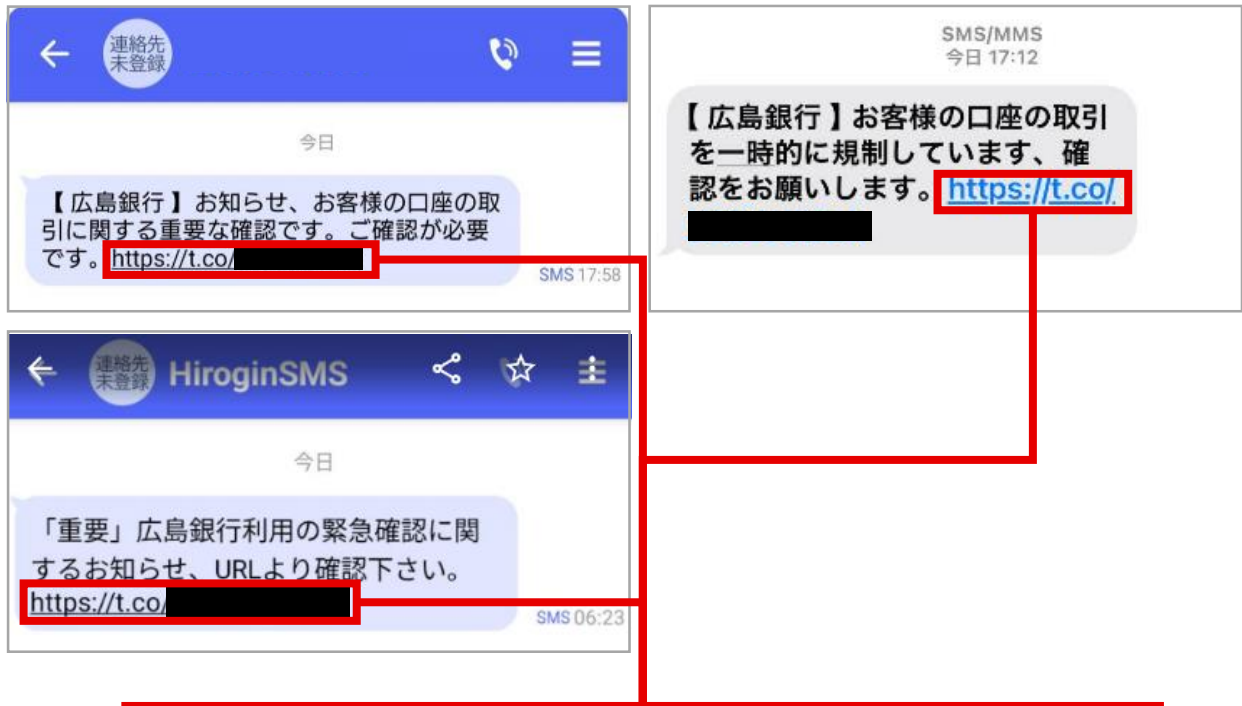 連絡先
未登録
今日
【 広島銀行 】 お知らせ、お客様の口座の取
引に関する重要な確認です。ご確認が必要
です。https://t.co/
SMS 17:58
SMS/MMS
今日 17:12
【 広島銀行 】お客様の口座の取引
を一時的に規制しています、確
認をお願いします。https://t.co/
連絡先
未登録
HiroginSMS
今日
「重要」広島銀行利用の緊急確認に関
するお知らせ、URLより確認下さい。
https://t.co/
SMS 06:23